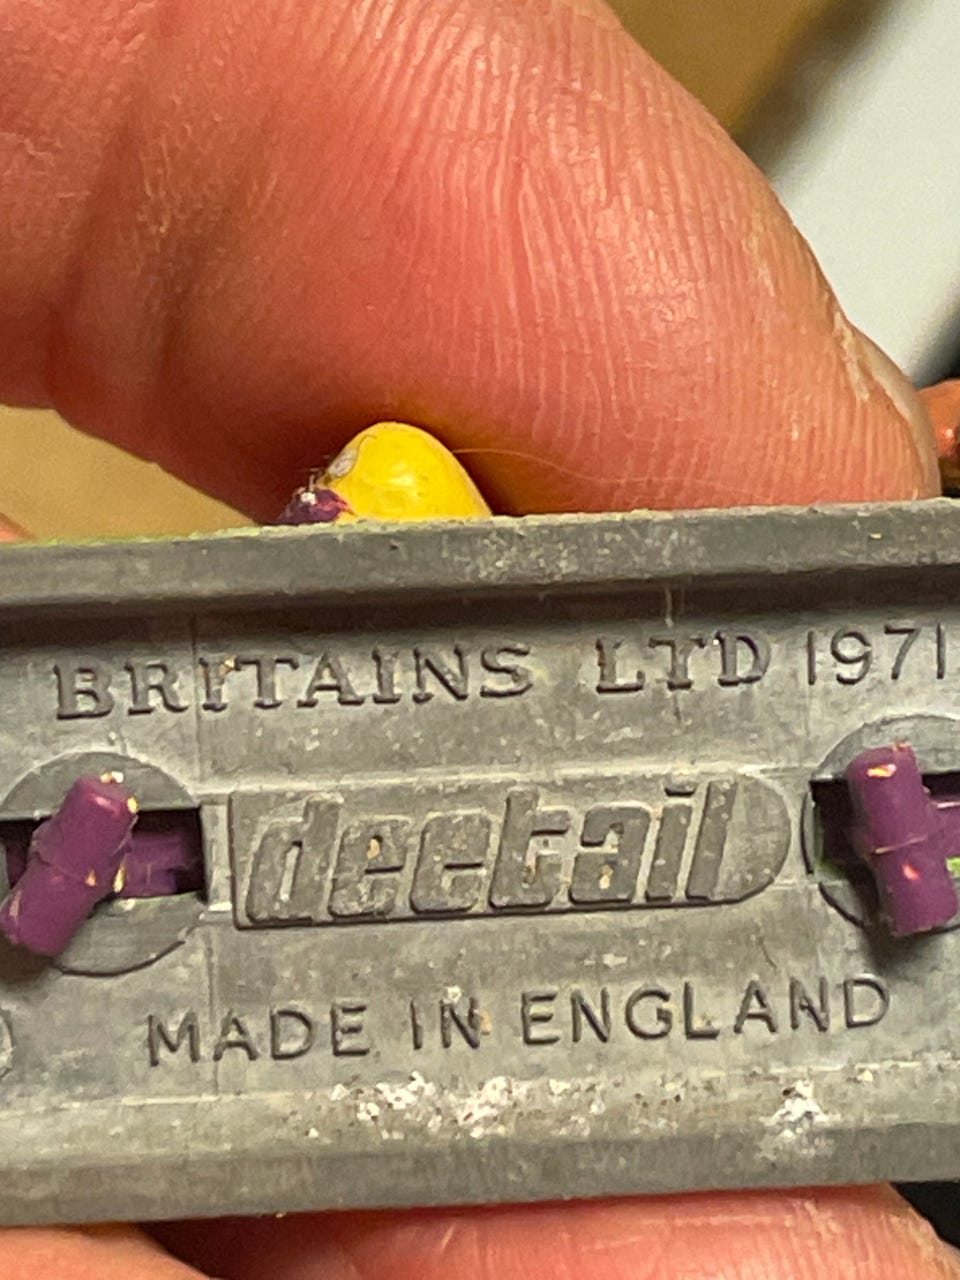 BRITAINS LTD 1971
deetail
MADE IN ENGLAND